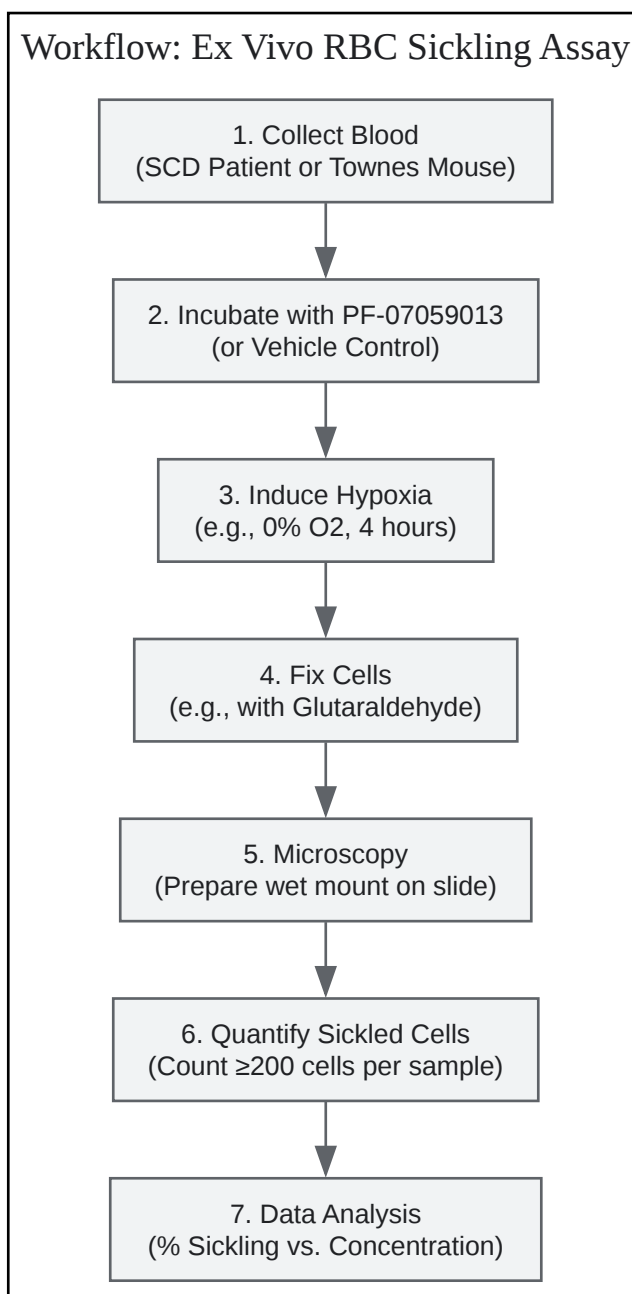 Workflow: Ex Vivo RBC Sickling Assay
1. Collect Blood
(SCD Patient or Townes Mouse)
2. Incubate with PF-07059013
(or Vehicle Control)
3. Induce Hypoxia
(e.g., 0% O2, 4 hours)
4. Fix Cells
(e.g., with Glutaraldehyde)
5. Microscopy
(Prepare wet mount on slide)
6. Quantify Sickled Cells
(Count ≥200 cells per sample)
7. Data Analysis
(% Sickling vs. Concentration)